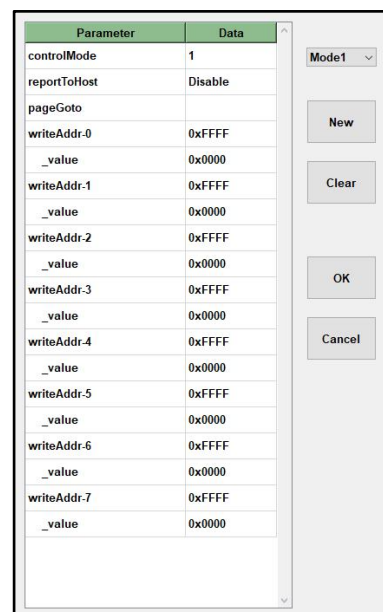 Parameter Data
controlMode 1
Mode1
reportToHost Disable
pageGoto
New
writeAddr-0 0xFFFF
_value 0x0000
Clear
writeAddr-1 0xFFFF
_value 0x0000
writeAddr-2 0xFFFF
_value 0x0000
OK
writeAddr-3 0xFFFF
_value 0x0000
Cancel
writeAddr-4 0xFFFF
_value 0x0000
writeAddr-5 0xFFFF
_value 0x0000
writeAddr-6 0xFFFF
_value 0x0000
writeAddr-7 0xFFFF
_value 0x0000